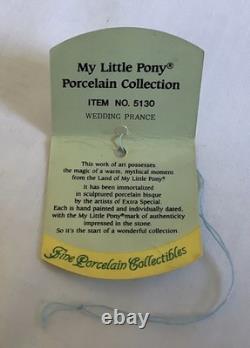 My Little Pony®
Porcelain Collection
ITEM NO. 5130
WEDDING PRANCE
This work of art possesses
the magic of a warm, mythical moment
from the Land of My Little Pony®
It has been immortalized
in sculptured porcelain bisque
by the artists of Extra Special.
Each is hand painted and individually dated,
with the My Little Pony®mark of authenticity
impressed in the stone.
So it's the start of a wonderful collection.
Fine Porcelain Collectibles